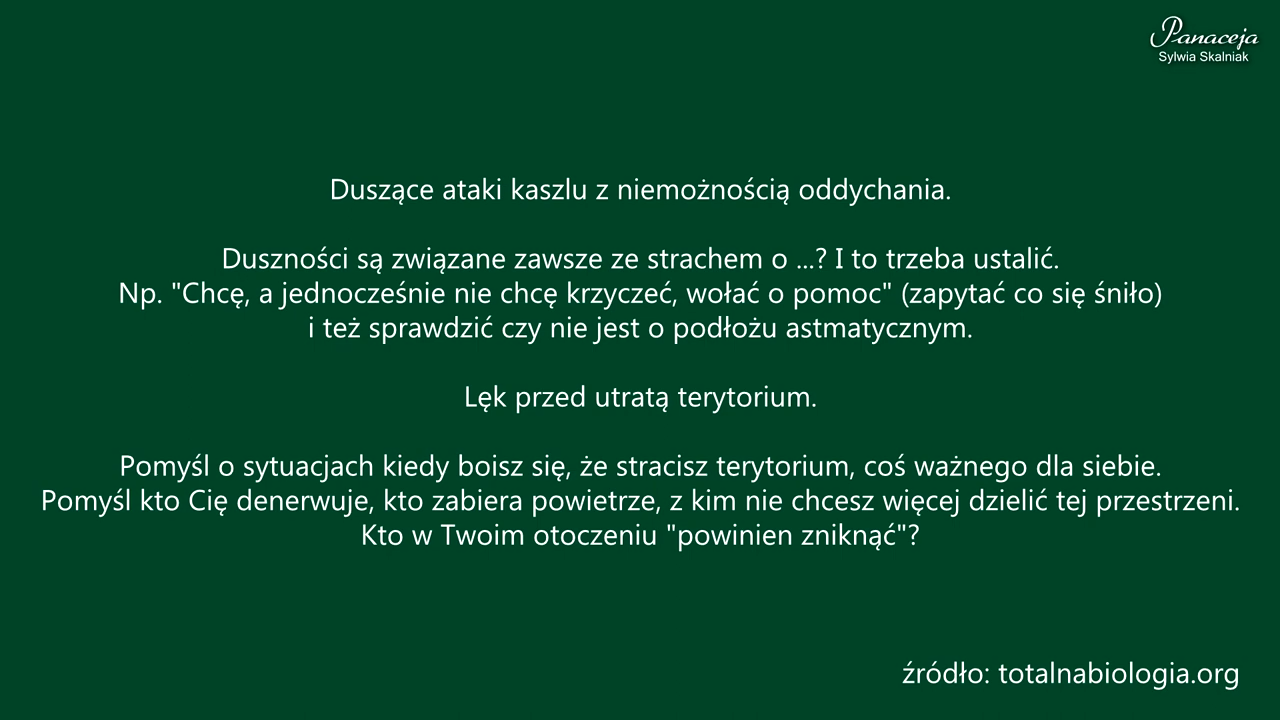 Panaceja
Sylwia Skalniak
Duszące ataki kaszlu z niemożnością oddychania.
Duszności są związane zawsze ze strachem o ...? I to trzeba ustalić.
Np. "Chcę, a jednocześnie nie chcę krzyczeć, wołać o pomoc" (zapytać co się śniło)
i też sprawdzić czy nie jest o podłożu astmatycznym.
Lęk przed utratą terytorium.
Pomyśl o sytuacjach kiedy boisz się, że stracisz terytorium, coś ważnego dla siebie.
Pomyśl kto Cię denerwuje, kto zabiera powietrze, z kim nie chcesz więcej dzielić tej przestrzeni.
Kto w Twoim otoczeniu "powinien zniknąć"?
źródło: totalnabiologia.org